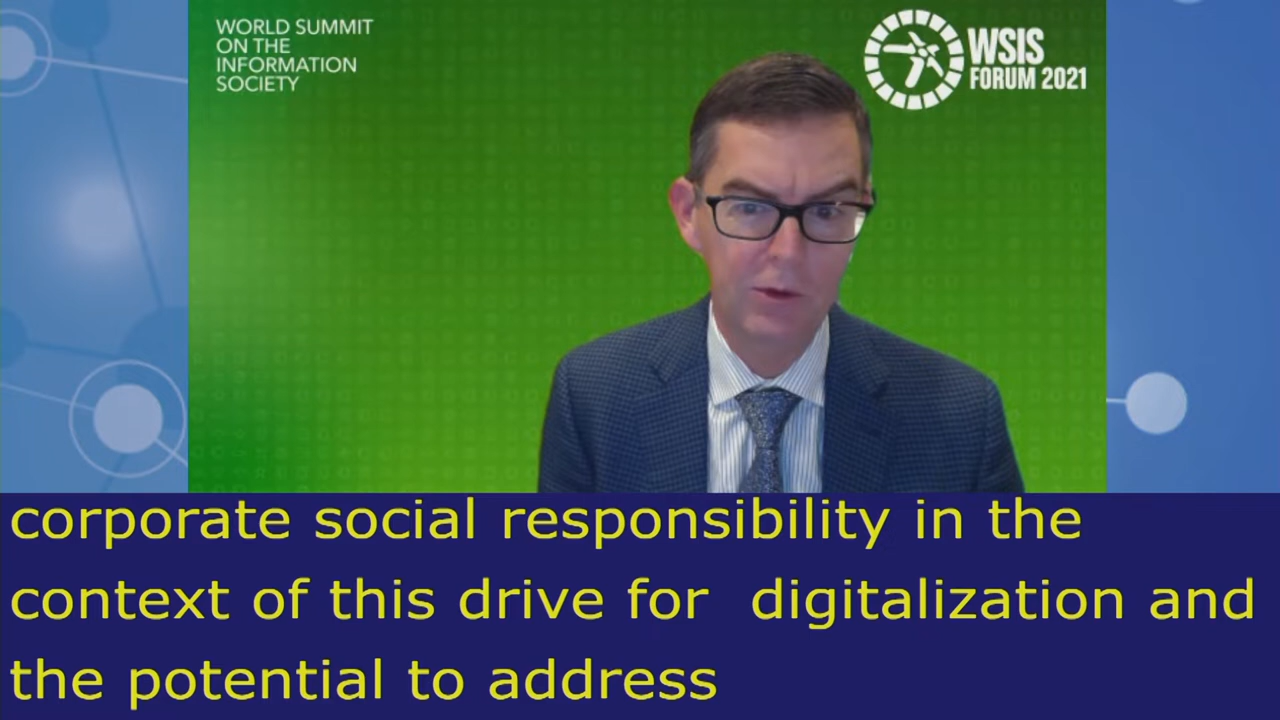 WORLD SUMMIT
ON THE
INFORMATION
SOCIETY
WSIS
FORUM 2021
corporate social responsibility in the
context of this drive for  digitalization and
the potential to address